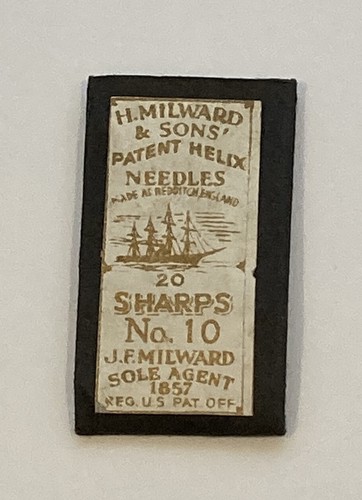 H. MILWARD
& SONS'
PATENT HELIX
NEEDLES
MADE AT REDDITCH, ENGLAND
20
SHARPS
No. 10
J.F. MILWARD
SOLE AGENT
1857
REG. U.S PAT. OFF.